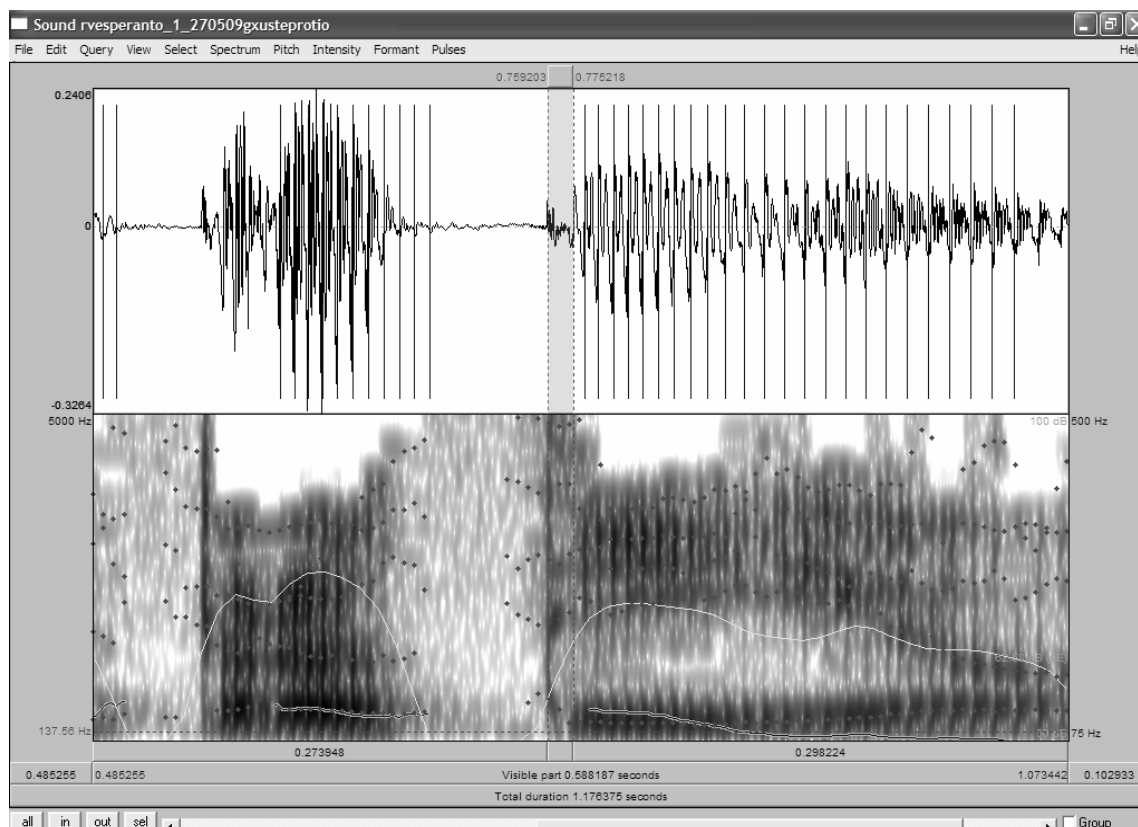 Sound rvesperanto_1_270509gxusteprotio
File Edit Query View Select Spectrum Pitch Intensity Formant Pulses Help
0.759203 0.775218
0.2406
0
-0.3264
5000 Hz 100 dB 500 Hz
137.56 Hz 50 dB 75 Hz
0.273948 0.298224
0.485255 0.485255 Visible part 0.588187 seconds 1.073442 0.102933
Total duration 1.176375 seconds
all in out sel Group